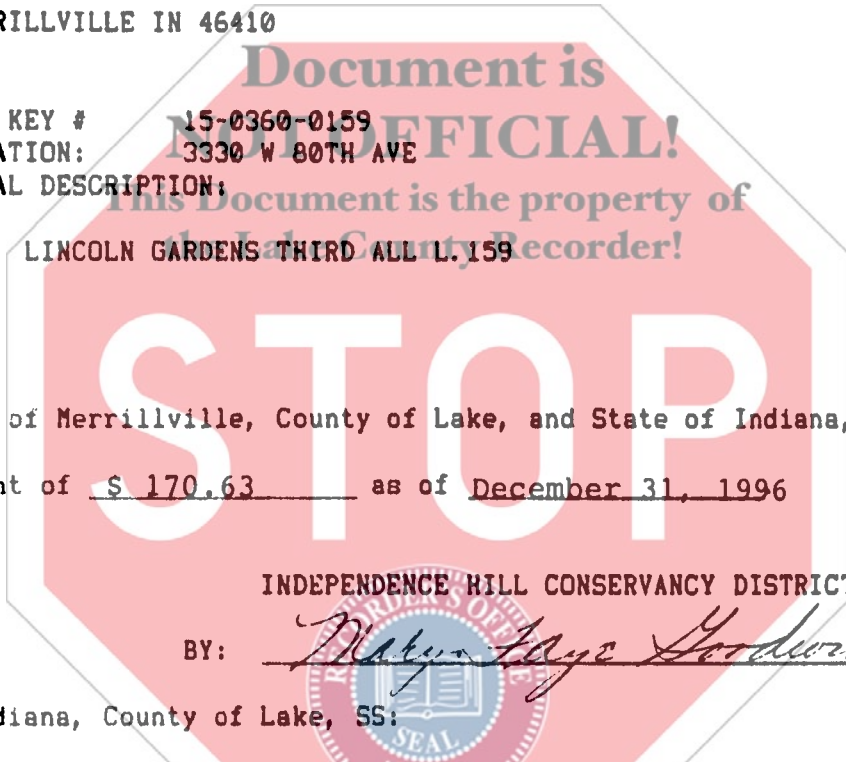 RILLVILLE IN 46410
Document is
KEY # 15-0360-0159
NOT OFFICIAL!
ATION: 3330 W 80TH AVE
AL DESCRIPTION:
This Document is the property of
the Lake County Recorder!
LINCOLN GARDENS THIRD ALL L.159
STOP
of Merrillville, County of Lake, and State of Indiana,
nt of $ 170.63 as of December 31, 1996
INDEPENDENCE HILL CONSERVANCY DISTRICT
RECORDER'S OFFICE
BY: Faye
diana, County of Lake, SS:
SEAL